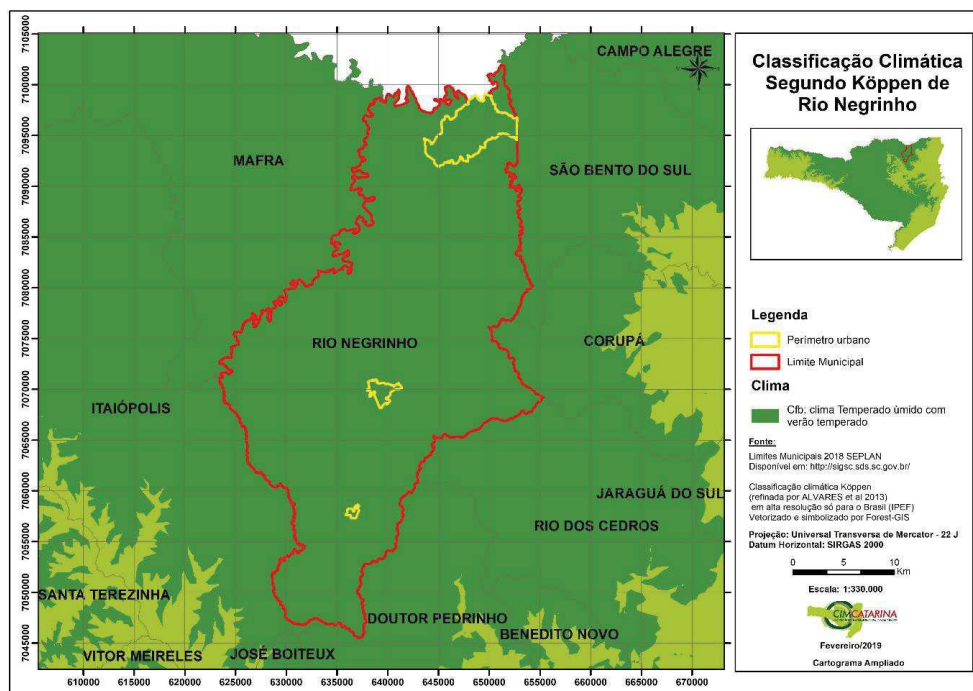 7105000
7100000
7095000
7090000
7085000
7080000
7075000
7070000
7065000
7060000
7055000
7050000
7045000
CAMPO ALEGRE
MAFRA
SÃO BENTO DO SUL
RIO NEGRINHO
CORUPÁ
ITAIÓPOLIS
JARAGUÁ DO SUL
RIO DOS CEDROS
SANTA TEREZINHA
DOUTOR PEDRINHO
BENEDITO NOVO
VITOR MEIRELES
JOSÉ BOITEUX
610000 615000 620000 625000 630000 635000 640000 645000 650000 655000 660000 665000 670000
Classificação Climática
Segundo Köppen de
Rio Negrinho
Legenda
Perímetro urbano
Limite Municipal
Clima
Cfb: clima Temperado ùmido com
verão temperado
Fonte:
Limites Municipais 2018 SEPLAN
Disponível em: http://sigsc.sds.sc.gov.br/
Classificação climática Köppen
(refinada por ALVARES et al 2013)
em alta resolução só para o Brasil (IPEF)
Vetorizado e simbolizado por Forest-GIS
Projeção: Universal Transversa de Mercator - 22 J
Datum Horizontal: SIRGAS 2000
0 5 10
Km
Escala: 1:330.000
CIMCATARINA
Fevereiro/2019
Cartograma Ampliado